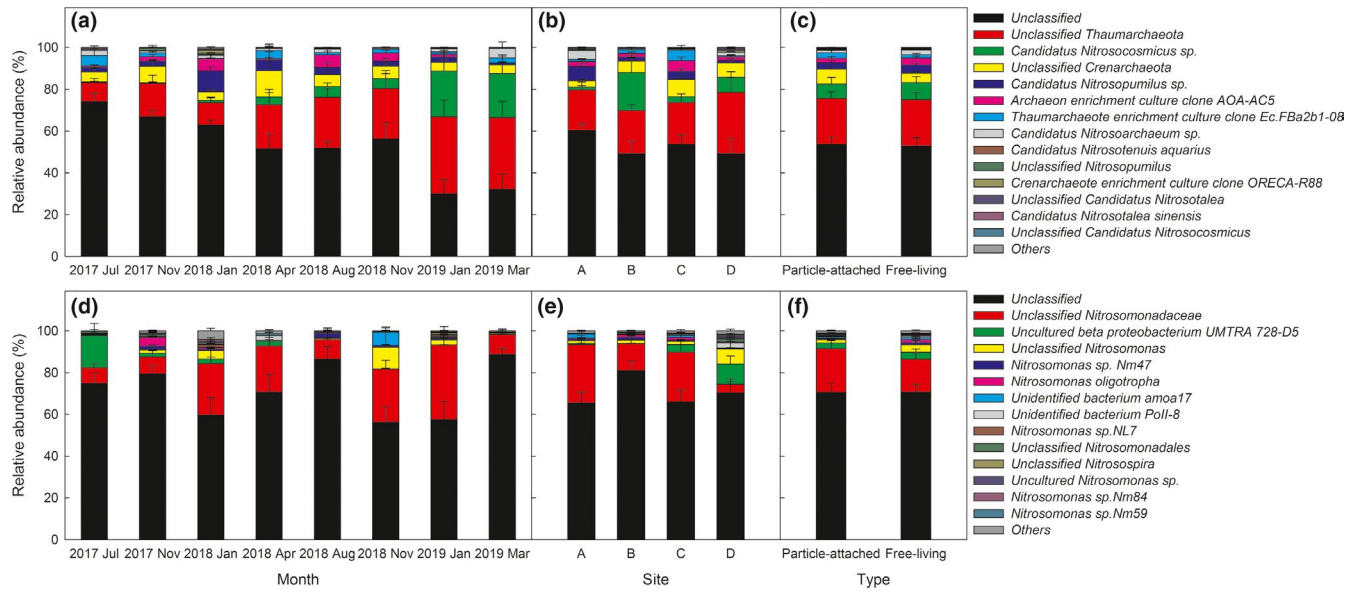 (a)
(b)
(c)
Relative abundance (%)
100
80
60
40
20
0
2017 Jul
2017 Nov
2018 Jan
2018 Apr
2018 Aug
2018 Nov
2019 Jan
2019 Mar
A
B
C
D
Particle-attached
Free-living
Unclassified
Unclassified Thaumarchaeota
Candidatus Nitrosocosmicus sp.
Unclassified Crenarchaeota
Candidatus Nitrosopumilus sp.
Archaeon enrichment culture clone AOA-AC5
Thaumarchaeote enrichment culture clone Ec.FBa2b1-08
Candidatus Nitrosoarchaeum sp.
Candidatus Nitrosotenuis aquarius
Unclassified Nitrosopumilus
Crenarchaeote enrichment culture clone ORECA-R88
Unclassified Candidatus Nitrosotalea
Candidatus Nitrosotalea sinensis
Unclassified Candidatus Nitrosocosmicus
Others
(d)
(e)
(f)
Relative abundance (%)
100
80
60
40
20
0
2017 Jul
2017 Nov
2018 Jan
2018 Apr
2018 Aug
2018 Nov
2019 Jan
2019 Mar
A
B
C
D
Particle-attached
Free-living
Month
Site
Type
Unclassified
Unclassified Nitrosomonadaceae
Uncultured beta proteobacterium UMTRA 728-D5
Unclassified Nitrosomonas
Nitrosomonas sp. Nm47
Nitrosomonas oligotropha
Unidentified bacterium amoa17
Unidentified bacterium PolI-8
Nitrosomonas sp.NL7
Unclassified Nitrosomonadales
Unclassified Nitrosospira
Uncultured Nitrosomonas sp.
Nitrosomonas sp.Nm84
Nitrosomonas sp.Nm59
Others